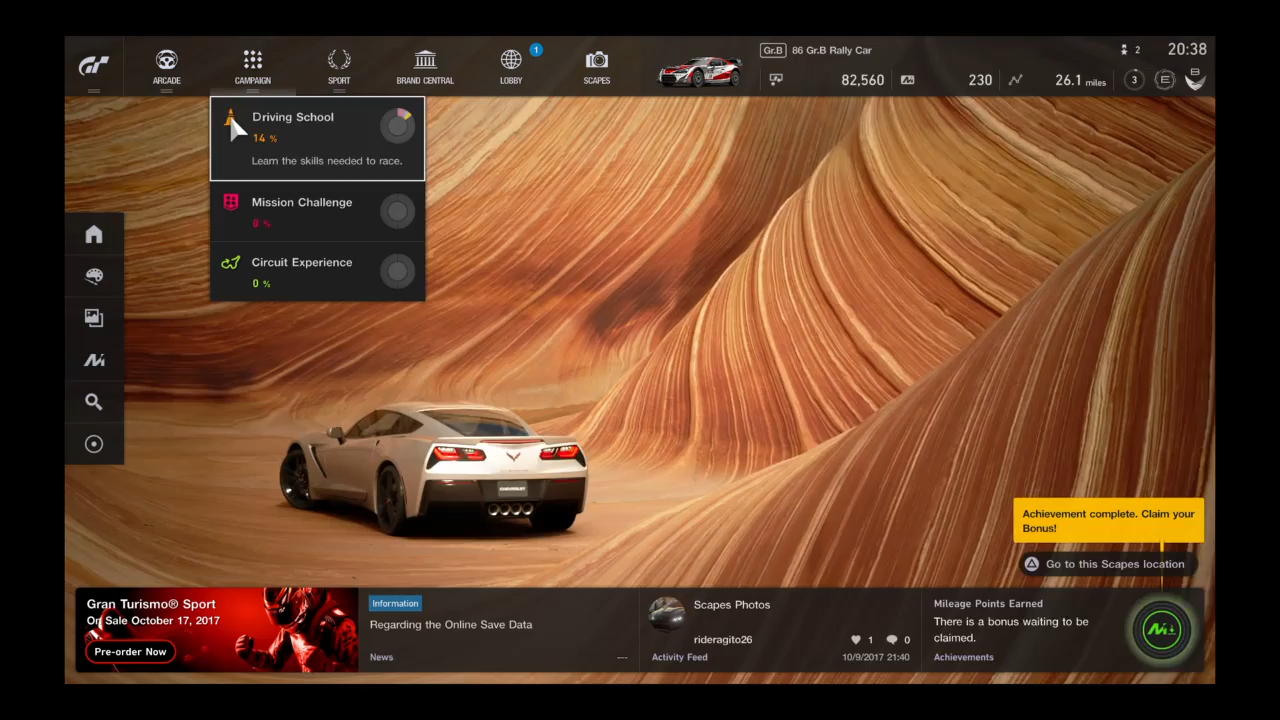 GT
ARCADE
CAMPAIGN
SPORT
BRAND CENTRAL
LOBBY
1
SCAPES
Gr.B 86 Gr.B Rally Car
2
20:38
82,560
230
26.1 miles
3
E
B
Driving School
14 %
Learn the skills needed to race.
Mission Challenge
0 %
Circuit Experience
0 %
CHEVROLET
Achievement complete. Claim your
Bonus!
Go to this Scapes location
Gran Turismo® Sport
On Sale October 17, 2017
Pre-order Now
Information
Regarding the Online Save Data
News
---
Scapes Photos
rideragito26
1
0
Activity Feed
10/9/2017 21:40
Mileage Points Earned
There is a bonus waiting to be
claimed.
Achievements